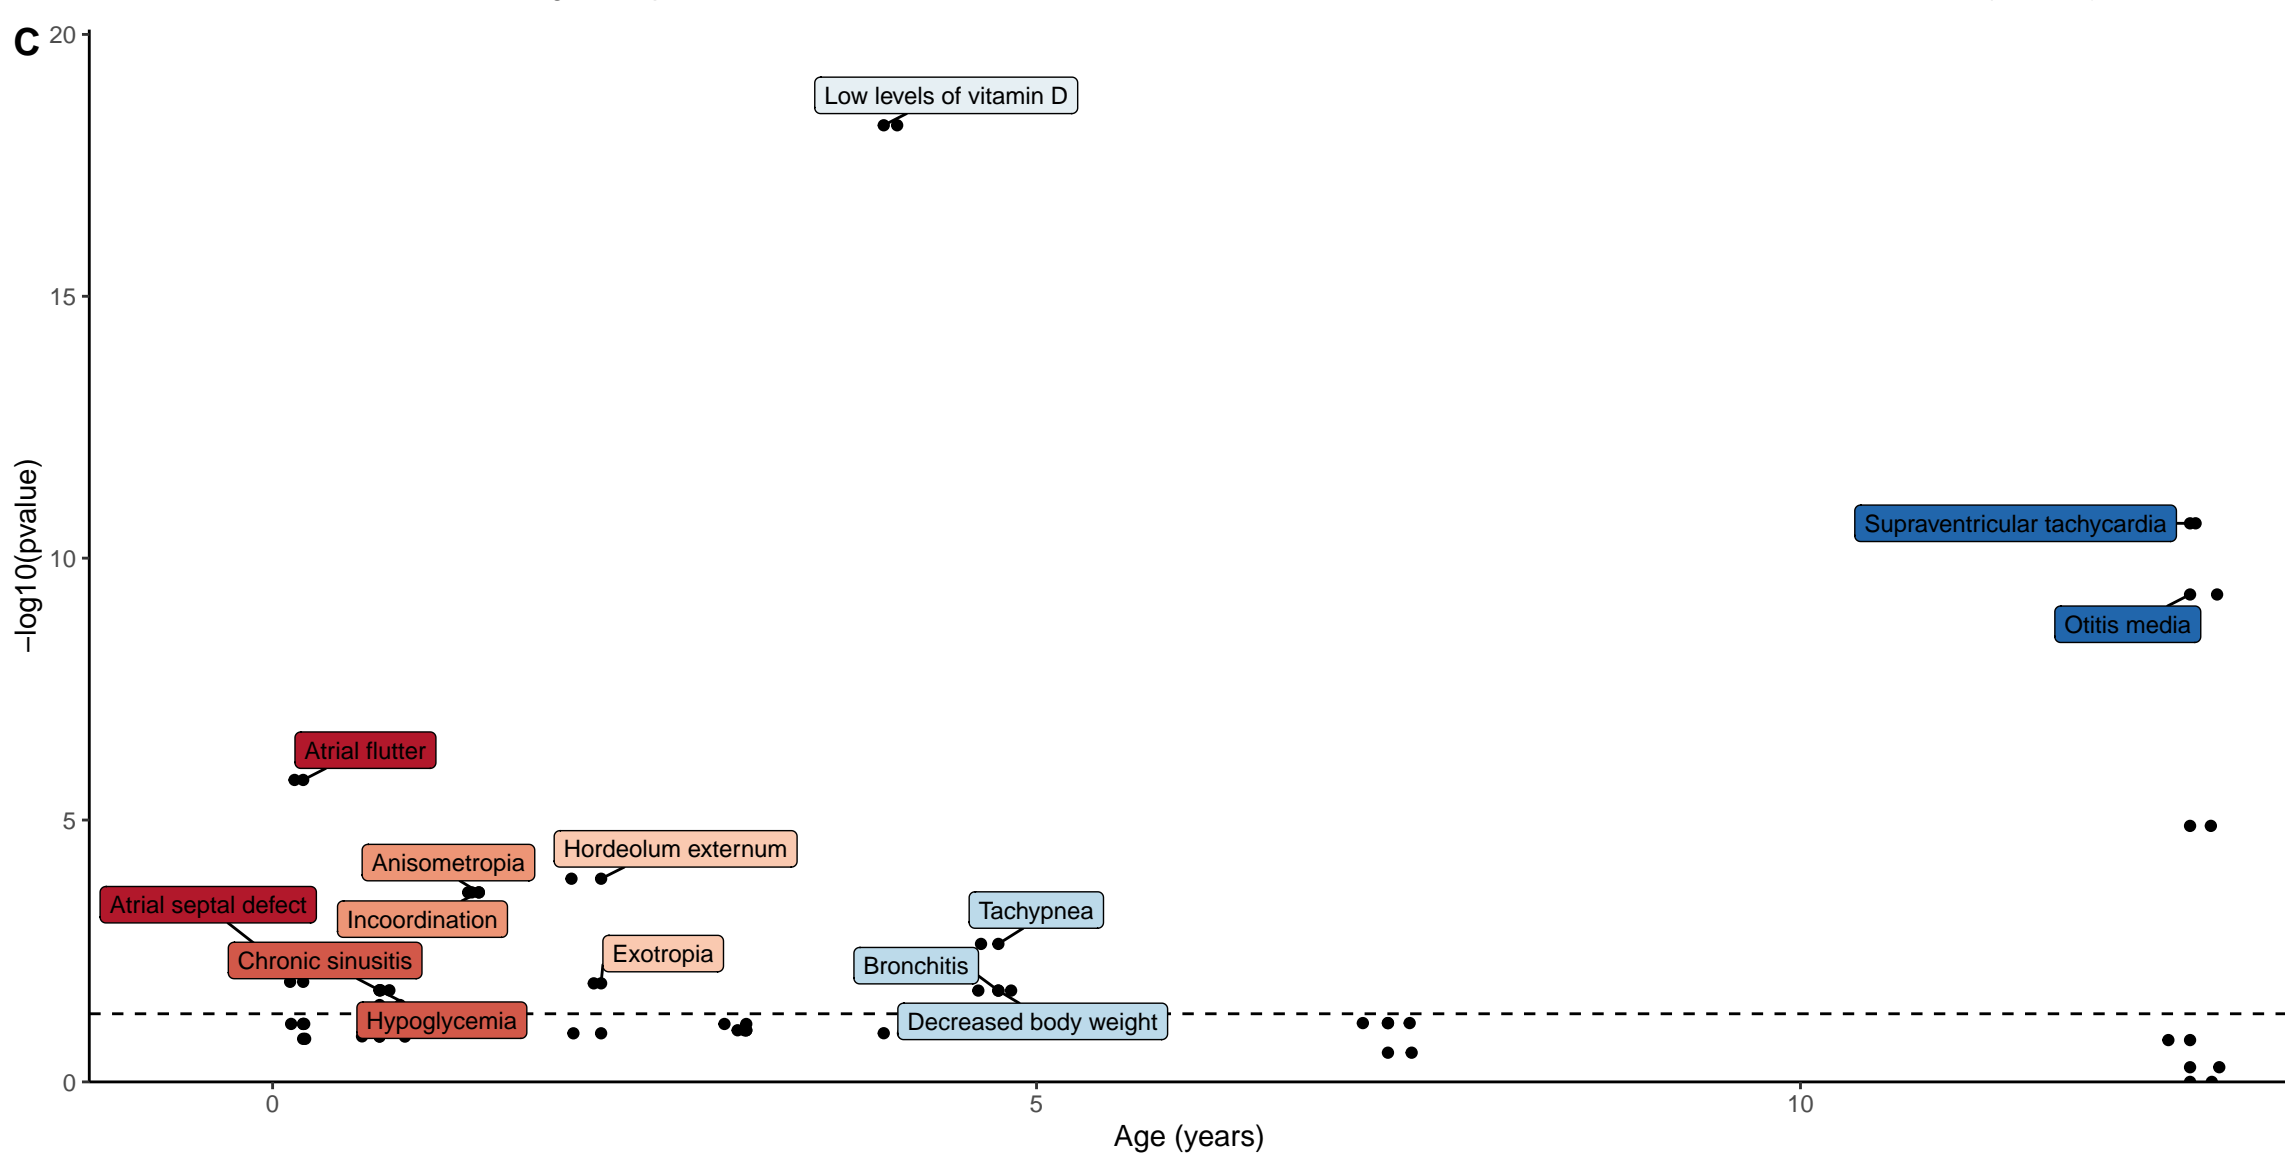 C
20
Low levels of vitamin D
15
Supraventricular tachycardia
10
Otitis media
Atrial flutter
5
Anisometropia
Hordeolum externum
Atrial septal defect
Incoordination
Tachypnea
Chronic sinusitis
Exotropia
Bronchitis
Hypoglycemia
Decreased body weight
0
0
5
10
Age (years)
−log10(pvalue)